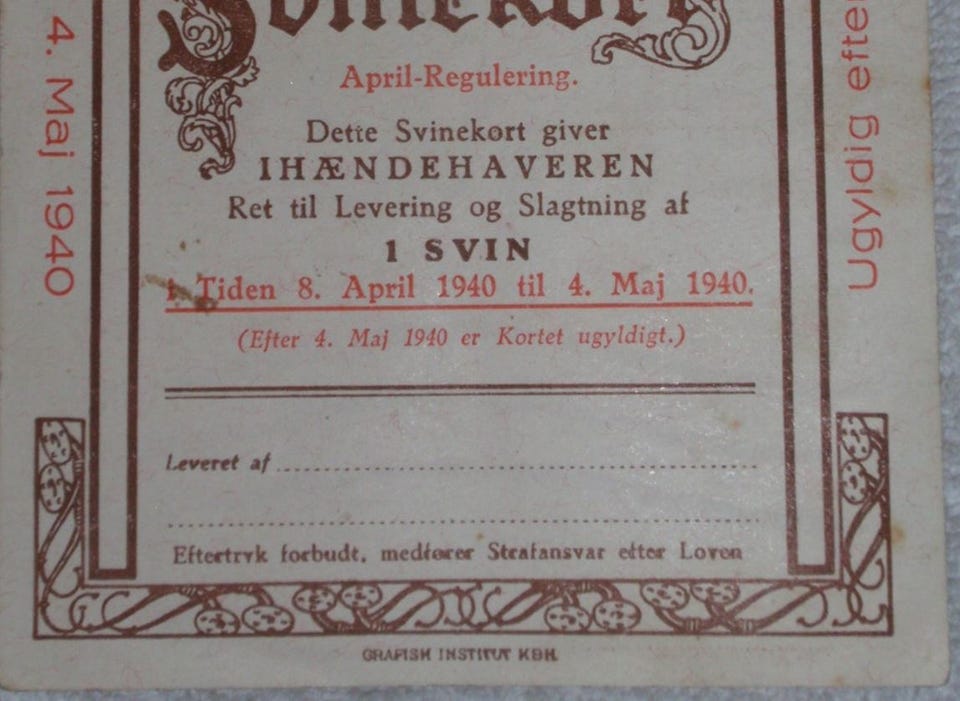 Svinekort
April-Regulering.
Dette Svinekort giver
IHÆNDEHAVEREN
Ret til Levering og Slagtning af
1 SVIN
i Tiden 8. April 1940 til 4. Maj 1940.
(Efter 4. Maj 1940 er Kortet ugyldigt.)
Leveret af
Eftertryk forbudt, medfører Strafansvar efter Loven
GRAFISK INSTITUT KBH.
4. Maj 1940
Ugyldig efter